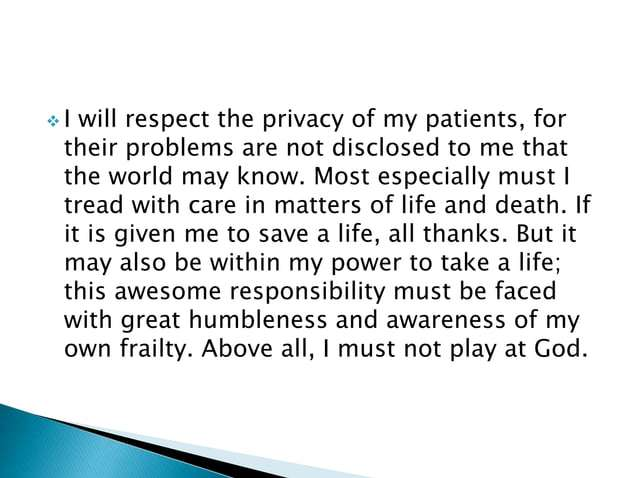 ❖ I will respect the privacy of my patients, for
their problems are not disclosed to me that
the world may know. Most especially must I
tread with care in matters of life and death. If
it is given me to save a life, all thanks. But it
may also be within my power to take a life;
this awesome responsibility must be faced
with great humbleness and awareness of my
own frailty. Above all, I must not play at God.